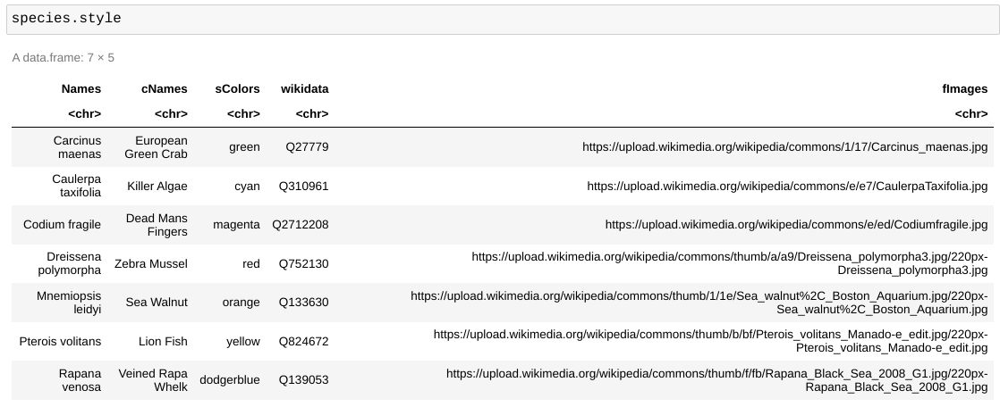 species.style
A data.frame: 7 × 5
Names cNames sColors wikidata fImages
<chr> <chr> <chr> <chr> <chr>
Carcinus maenas European Green Crab green Q27779 https://upload.wikimedia.org/wikipedia/commons/1/17/Carcinus_maenas.jpg
Caulerpa taxifolia Killer Algae cyan Q310961 https://upload.wikimedia.org/wikipedia/commons/e/e7/CaulerpaTaxifolia.jpg
Codium fragile Dead Mans Fingers magenta Q2712208 https://upload.wikimedia.org/wikipedia/commons/e/ed/Codiumfragile.jpg
Dreissena polymorpha Zebra Mussel red Q752130 https://upload.wikimedia.org/wikipedia/commons/thumb/a/a9/Dreissena_polymorpha3.jpg/220px-Dreissena_polymorpha3.jpg
Mnemiopsis leidyi Sea Walnut orange Q133630 https://upload.wikimedia.org/wikipedia/commons/thumb/1/1e/Sea_walnut%2C_Boston_Aquarium.jpg/220px-Sea_walnut%2C_Boston_Aquarium.jpg
Pterois volitans Lion Fish yellow Q824672 https://upload.wikimedia.org/wikipedia/commons/thumb/b/bf/Pterois_volitans_Manado-e_edit.jpg/220px-Pterois_volitans_Manado-e_edit.jpg
Rapana venosa Veined Rapa Whelk dodgerblue Q139053 https://upload.wikimedia.org/wikipedia/commons/thumb/f/fb/Rapana_Black_Sea_2008_G1.jpg/220px-Rapana_Black_Sea_2008_G1.jpg